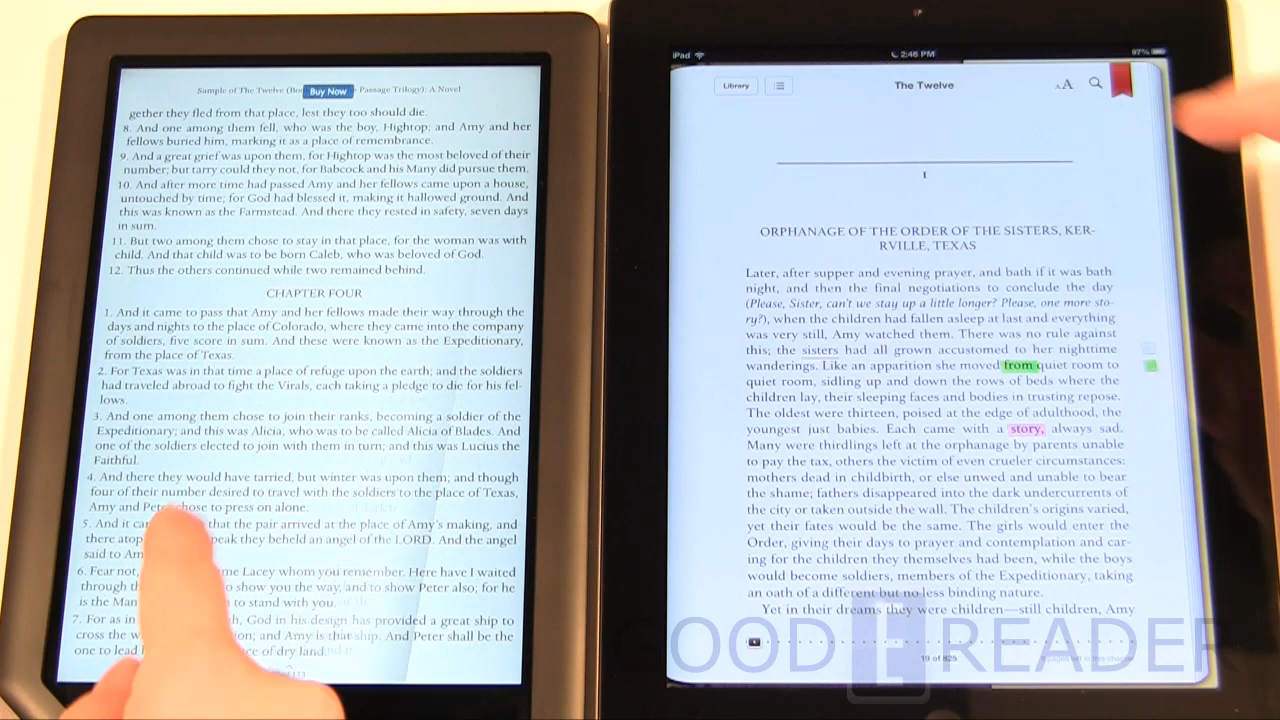 Sample of The Twelve (Bo Buy Now Passage Trilogy): A Novel
gether they fled from that place, lest they too should die.
8. And one among them fell, who was the boy, Hightop; and Amy and her
fellows buried him, marking it as a place of remembrance.
9. And a great grief was upon them, for Hightop was the most beloved of their
number; but tarry could they not, for Babcock and his Many did pursue them.
10. And after more time had passed Amy and her fellows came upon a house,
untouched by time; for God had blessed it, making it hallowed ground. And
this was known as the Farmstead. And there they rested in safety, seven days
in sum.
11. But two among them chose to stay in that place, for the woman was with
child. And that child was to be born Caleb, who was beloved of God.
12. Thus the others continued while two remained behind.
CHAPTER FOUR
1. And it came to pass that Amy and her fellows made their way through the
days and nights to the place of Colorado, where they came into the company
of soldiers, five score in sum. And these were known as the Expeditionary,
from the place of Texas.
2. For Texas was in that time a place of refuge upon the earth; and the soldiers
had traveled abroad to fight the Virals, each taking a pledge to die for his fel-
lows.
3. And one among them chose to join their ranks, becoming a soldier of the
Expeditionary; and this was Alicia, who was to be called Alicia of Blades. And
one of the soldiers elected to join with them in turn; and this was Lucius the
Faithful.
4. And there they would have tarried, but winter was upon them; and though
four of their number desired to travel with the soldiers to the place of Texas,
Amy and Peter chose to press on alone.
5. And it ca that the pair arrived at the place of Amy's making, and
there atop peak they beheld an angel of the LORD. And the angel
said to Am
6. Fear not, me Lacey whom you remember. Here have I waited
through th to show you the way, and to show Peter also; for he
is the Man to stand with you.
7. For as in h, God in his design has provided a great ship to
cross the w on; and Amy is that ship. And Peter shall be the
one to lead ce of dry land.
iPad 2:46 PM 97%
Library The Twelve AA
I
ORPHANAGE OF THE ORDER OF THE SISTERS, KER-
RVILLE, TEXAS
Later, after supper and evening prayer, and bath if it was bath
night, and then the final negotiations to conclude the day
(Please, Sister, can't we stay up a little longer? Please, one more sto-
ry?), when the children had fallen asleep at last and everything
was very still, Amy watched them. There was no rule against
this; the sisters had all grown accustomed to her nighttime
wanderings. Like an apparition she moved from quiet room to
quiet room, sidling up and down the rows of beds where the
children lay, their sleeping faces and bodies in trusting repose.
The oldest were thirteen, poised at the edge of adulthood, the
youngest just babies. Each came with a story, always sad.
Many were thirdlings left at the orphanage by parents unable
to pay the tax, others the victim of even crueler circumstances:
mothers dead in childbirth, or else unwed and unable to bear
the shame; fathers disappeared into the dark undercurrents of
the city or taken outside the wall. The children's origins varied,
yet their fates would be the same. The girls would enter the
Order, giving their days to prayer and contemplation and car-
ing for the children they themselves had been, while the boys
would become soldiers, members of the Expeditionary, taking
an oath of a different but no less binding nature.
Yet in their dreams they were children—still children, Amy
19 of 825 pages left in this chapter
GOOD READER